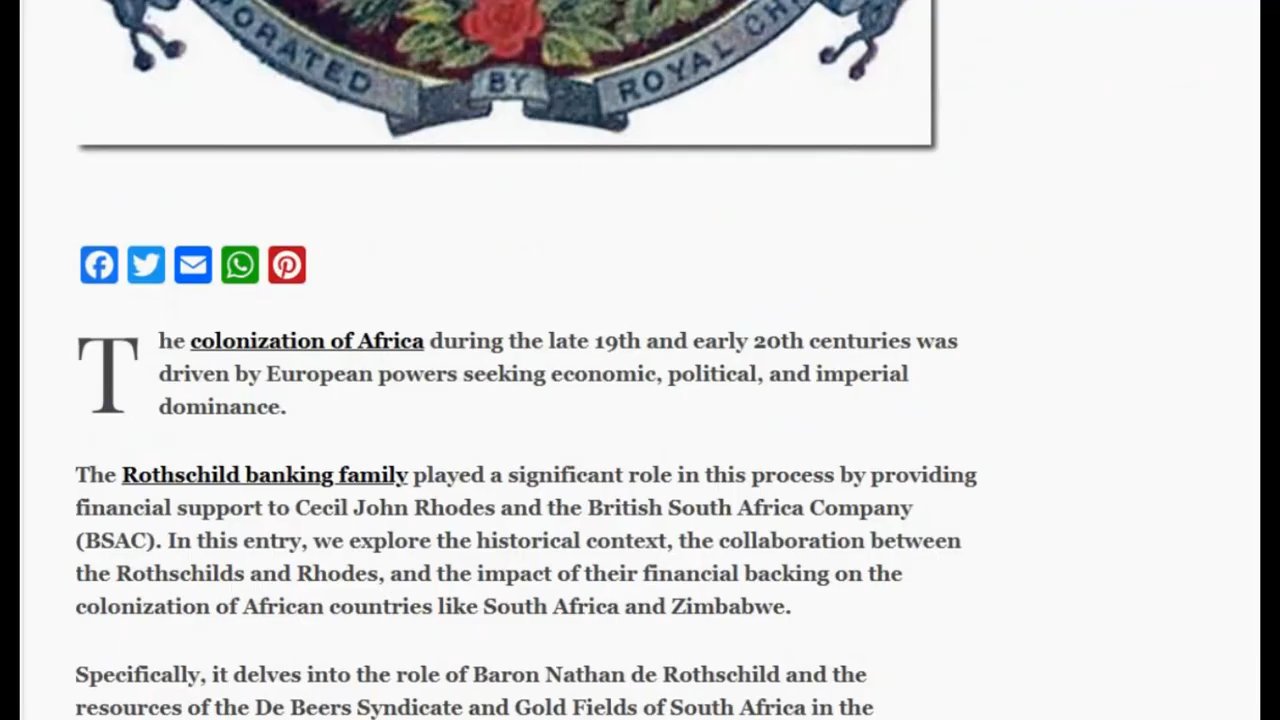 PORATED BY ROYAL CH
The colonization of Africa during the late 19th and early 20th centuries was
driven by European powers seeking economic, political, and imperial
dominance.
The Rothschild banking family played a significant role in this process by providing
financial support to Cecil John Rhodes and the British South Africa Company
(BSAC). In this entry, we explore the historical context, the collaboration between
the Rothschilds and Rhodes, and the impact of their financial backing on the
colonization of African countries like South Africa and Zimbabwe.
Specifically, it delves into the role of Baron Nathan de Rothschild and the
resources of the De Beers Syndicate and Gold Fields of South Africa in the